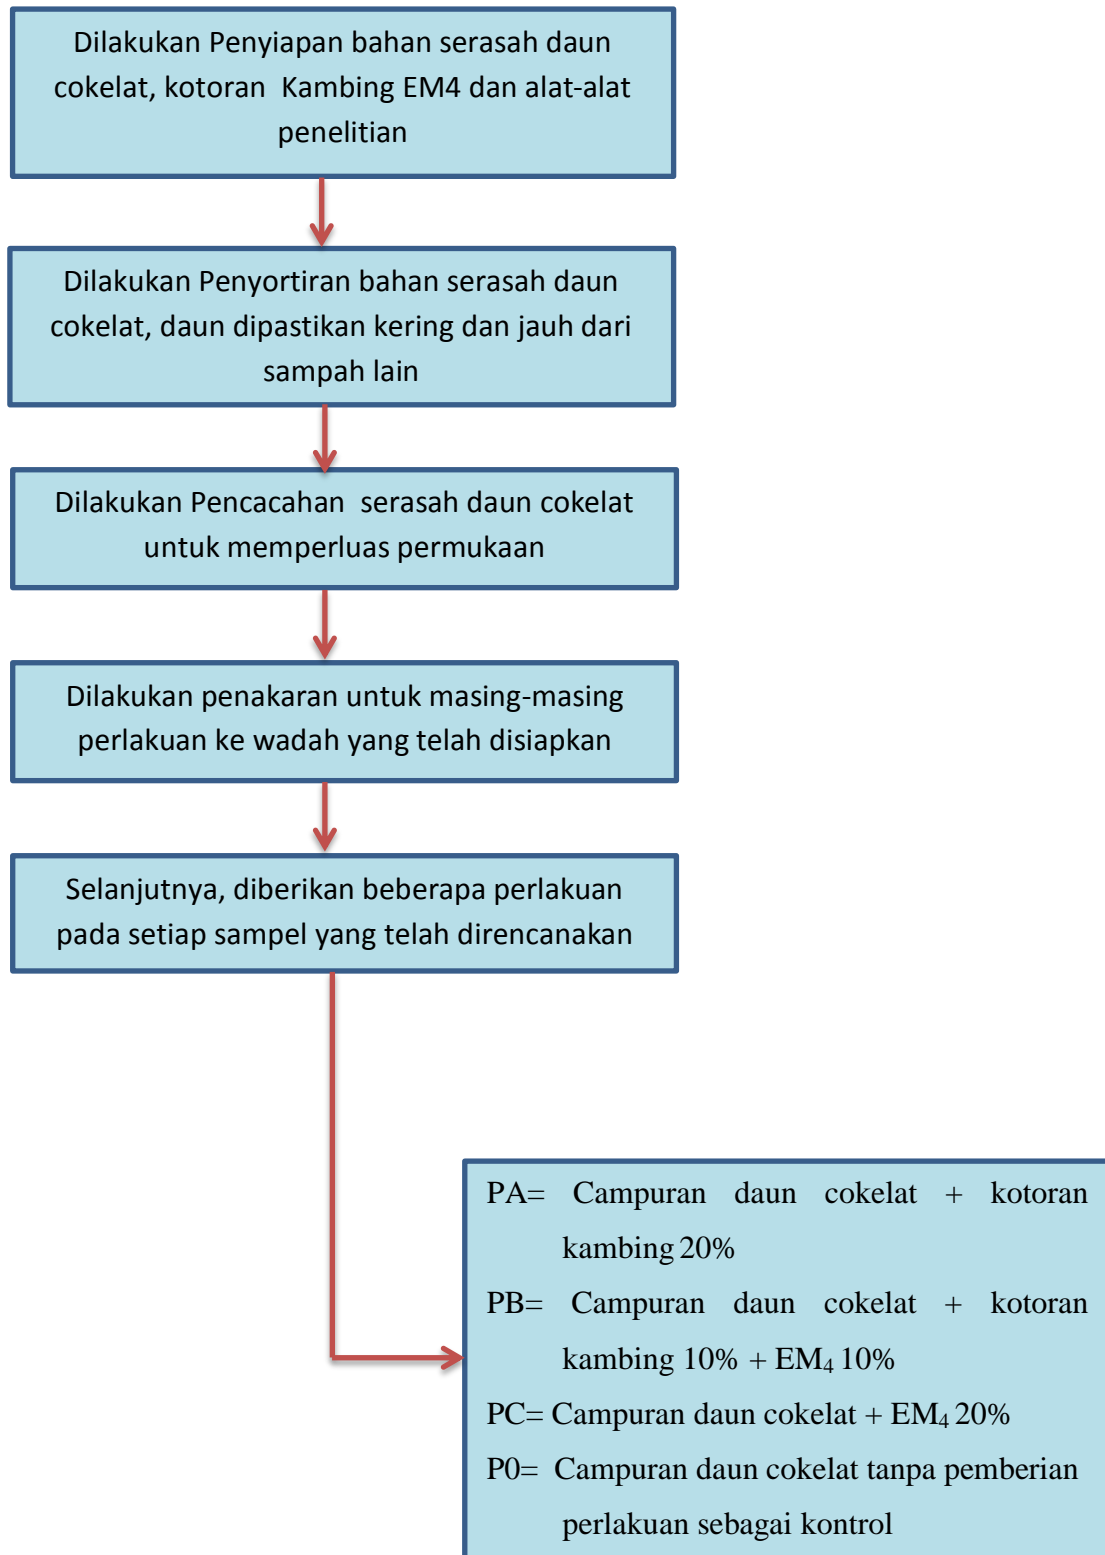 Dilakukan Penyiapan bahan serasah daun
cokelat, kotoran  Kambing EM4 dan alat-alat
penelitian
Dilakukan Penyortiran bahan serasah daun
cokelat, daun dipastikan kering dan jauh dari
sampah lain
Dilakukan Pencacahan  serasah daun cokelat
untuk memperluas permukaan
Dilakukan penakaran untuk masing-masing
perlakuan ke wadah yang telah disiapkan
Selanjutnya, diberikan beberapa perlakuan
pada setiap sampel yang telah direncanakan
PA= Campuran daun cokelat + kotoran
kambing 20%
PB= Campuran daun cokelat + kotoran
kambing 10% + EM₄ 10%
PC= Campuran daun cokelat + EM₄ 20%
P0= Campuran daun cokelat tanpa pemberian
perlakuan sebagai kontrol